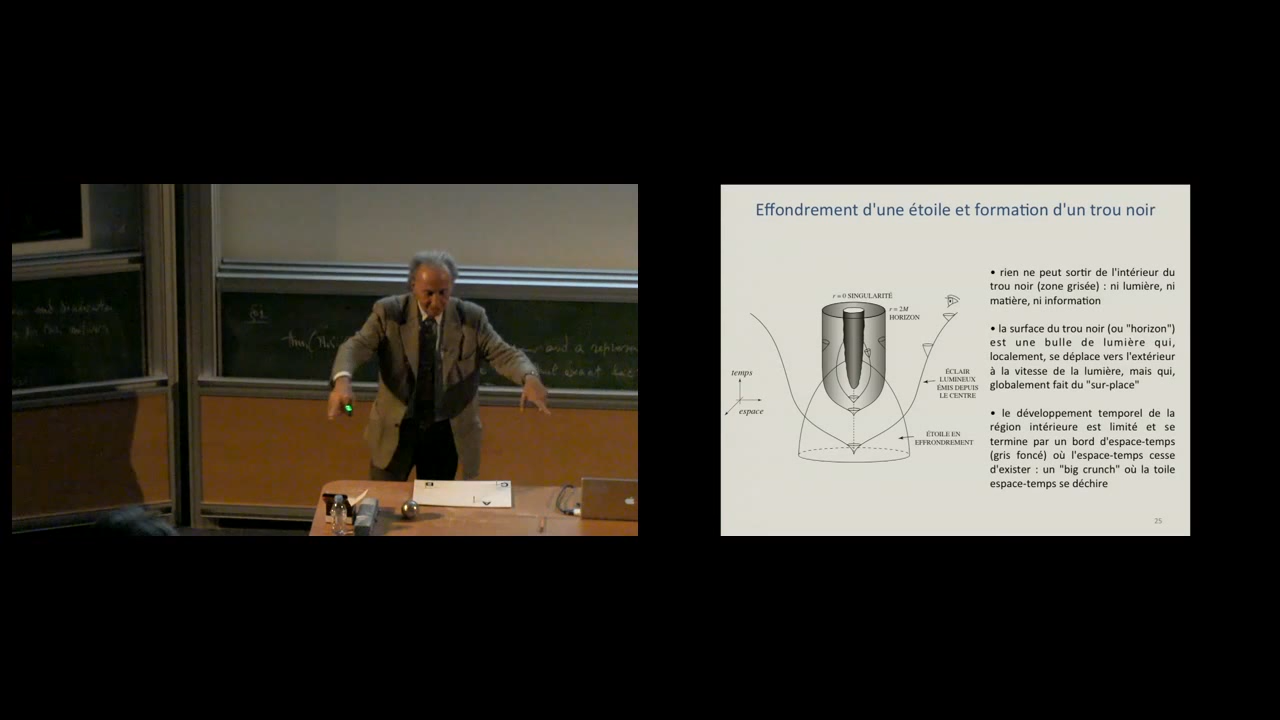 Effondrement d'une étoile et formation d'un trou noir
• rien ne peut sortir de l'intérieur du
trou noir (zone grisée) : ni lumière, ni
matière, ni information
• la surface du trou noir (ou "horizon")
est une bulle de lumière qui,
localement, se déplace vers l'extérieur
à la vitesse de la lumière, mais qui,
globalement fait du "sur-place"
• le développement temporel de la
région intérieure est limité et se
termine par un bord d'espace-temps
(gris foncé) où l'espace-temps cesse
d'exister : un "big crunch" où la toile
espace-temps se déchire
r = 0 SINGULARITÉ
r = 2M
HORIZON
temps
espace
ÉCLAIR
LUMINEUX
ÉMIS DEPUIS
LE CENTRE
ÉTOILE EN
EFFRONDREMENT
25
and a
exact